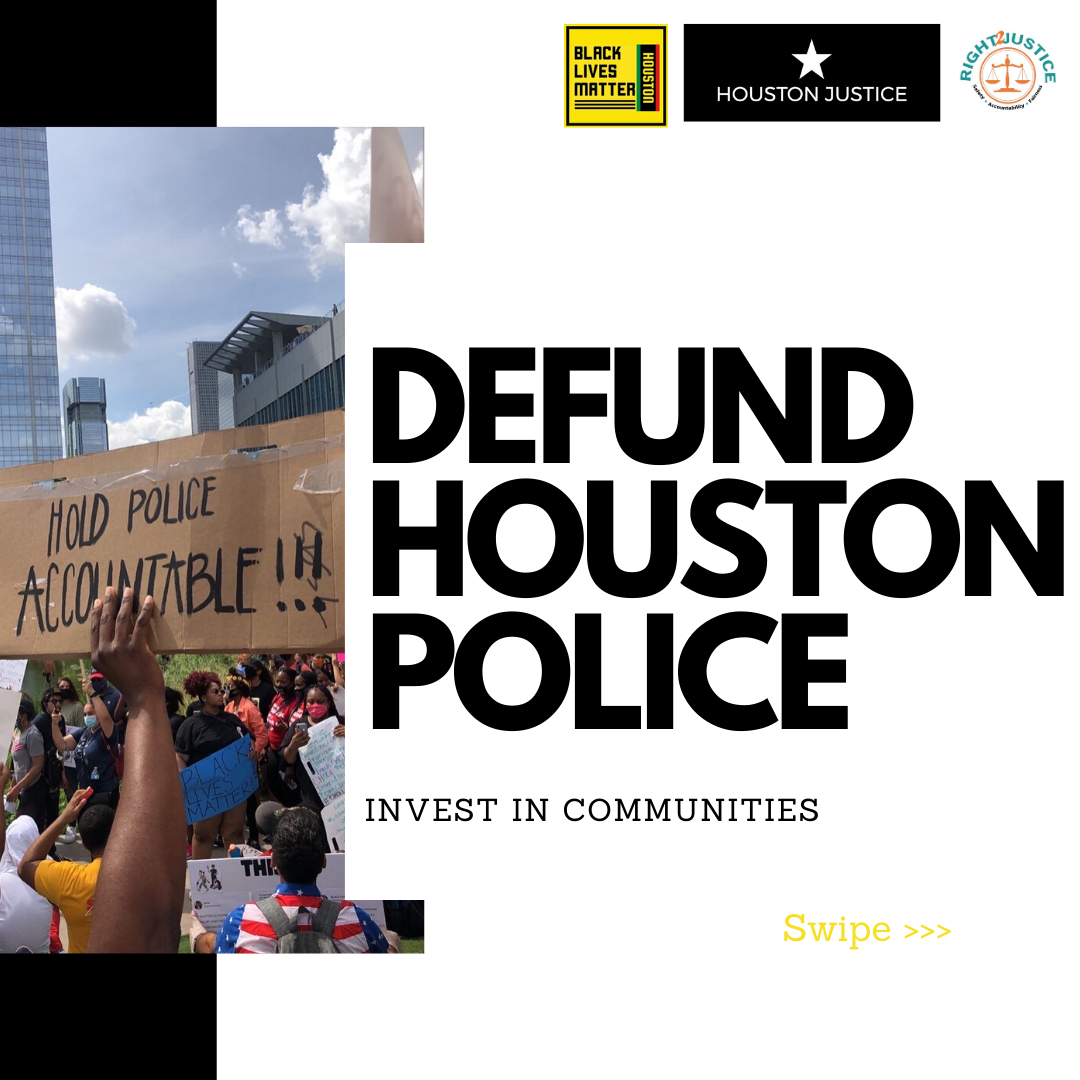 BLACK
LIVES
MATTER
HOUSTON
HOUSTON JUSTICE
RIGHT2JUSTICE
Safety • Accountability • Fairness
HOLD POLICE
ACCOUNTABLE!!!
BLACK
LIVES
MATTER!
THI
DEFUND
HOUSTON
POLICE
INVEST IN COMMUNITIES
Swipe >>>